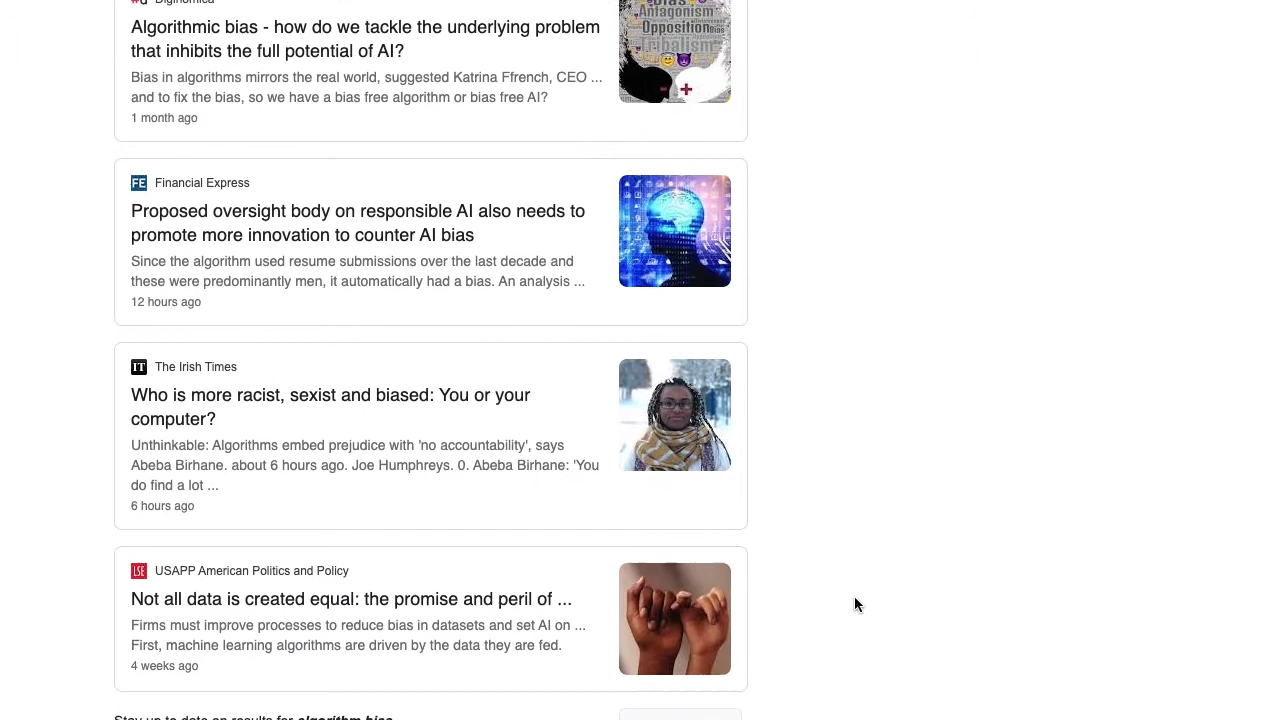 Diginomica
Algorithmic bias - how do we tackle the underlying problem
that inhibits the full potential of AI?
Bias in algorithms mirrors the real world, suggested Katrina Ffrench, CEO ...
and to fix the bias, so we have a bias free algorithm or bias free AI?
1 month ago
Bias
Antagonism
Opposition
Tribalism
- +
FE Financial Express
Proposed oversight body on responsible AI also needs to
promote more innovation to counter AI bias
Since the algorithm used resume submissions over the last decade and
these were predominantly men, it automatically had a bias. An analysis ...
12 hours ago
IT The Irish Times
Who is more racist, sexist and biased: You or your
computer?
Unthinkable: Algorithms embed prejudice with 'no accountability', says
Abeba Birhane. about 6 hours ago. Joe Humphreys. 0. Abeba Birhane: 'You
do find a lot ...
6 hours ago
LSE USAPP American Politics and Policy
Not all data is created equal: the promise and peril of ...
Firms must improve processes to reduce bias in datasets and set AI on ...
First, machine learning algorithms are driven by the data they are fed.
4 weeks ago
Stay up to date on results for algorithm bias.